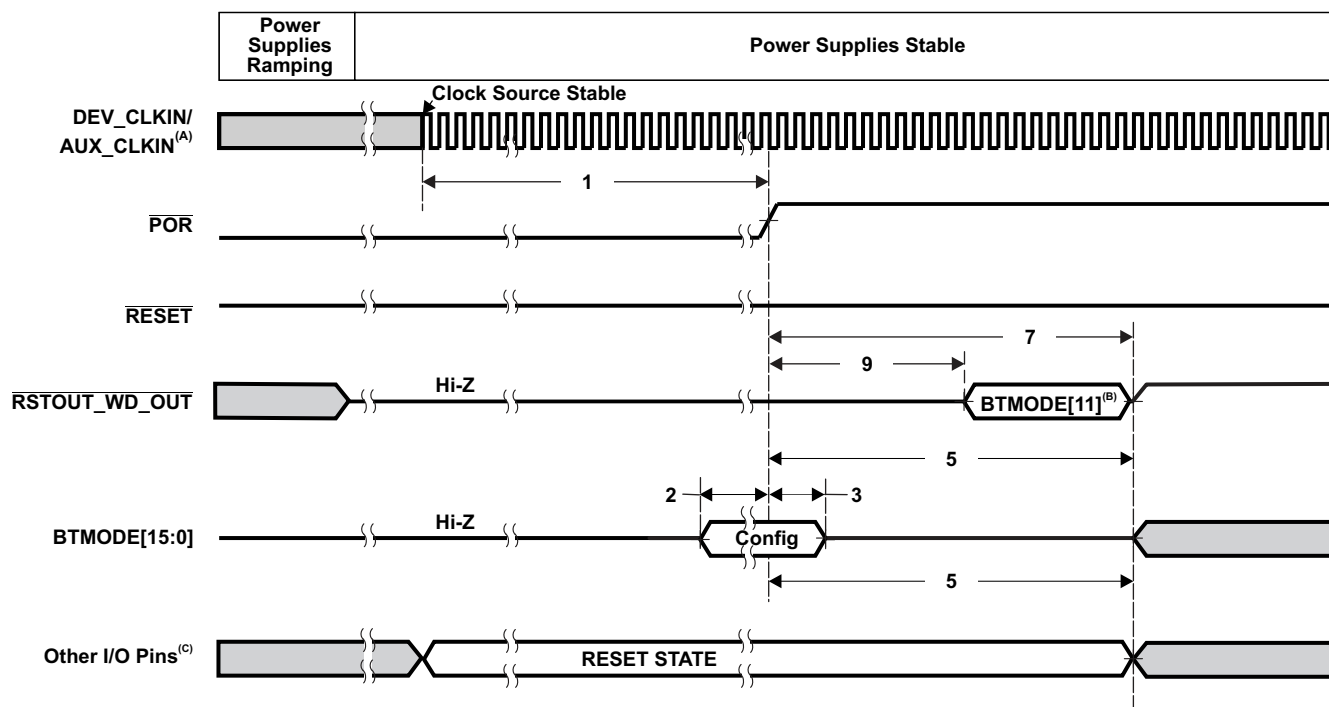 Power
Supplies
Ramping
Power Supplies Stable
DEV_CLKIN/
AUX_CLKIN(A)
Clock Source Stable
1
POR
RESET
7
9
RSTOUT_WD_OUT
Hi-Z
BTMODE[11](B)
5
2
3
BTMODE[15:0]
Hi-Z
Config
5
Other I/O Pins(C)
RESET STATE